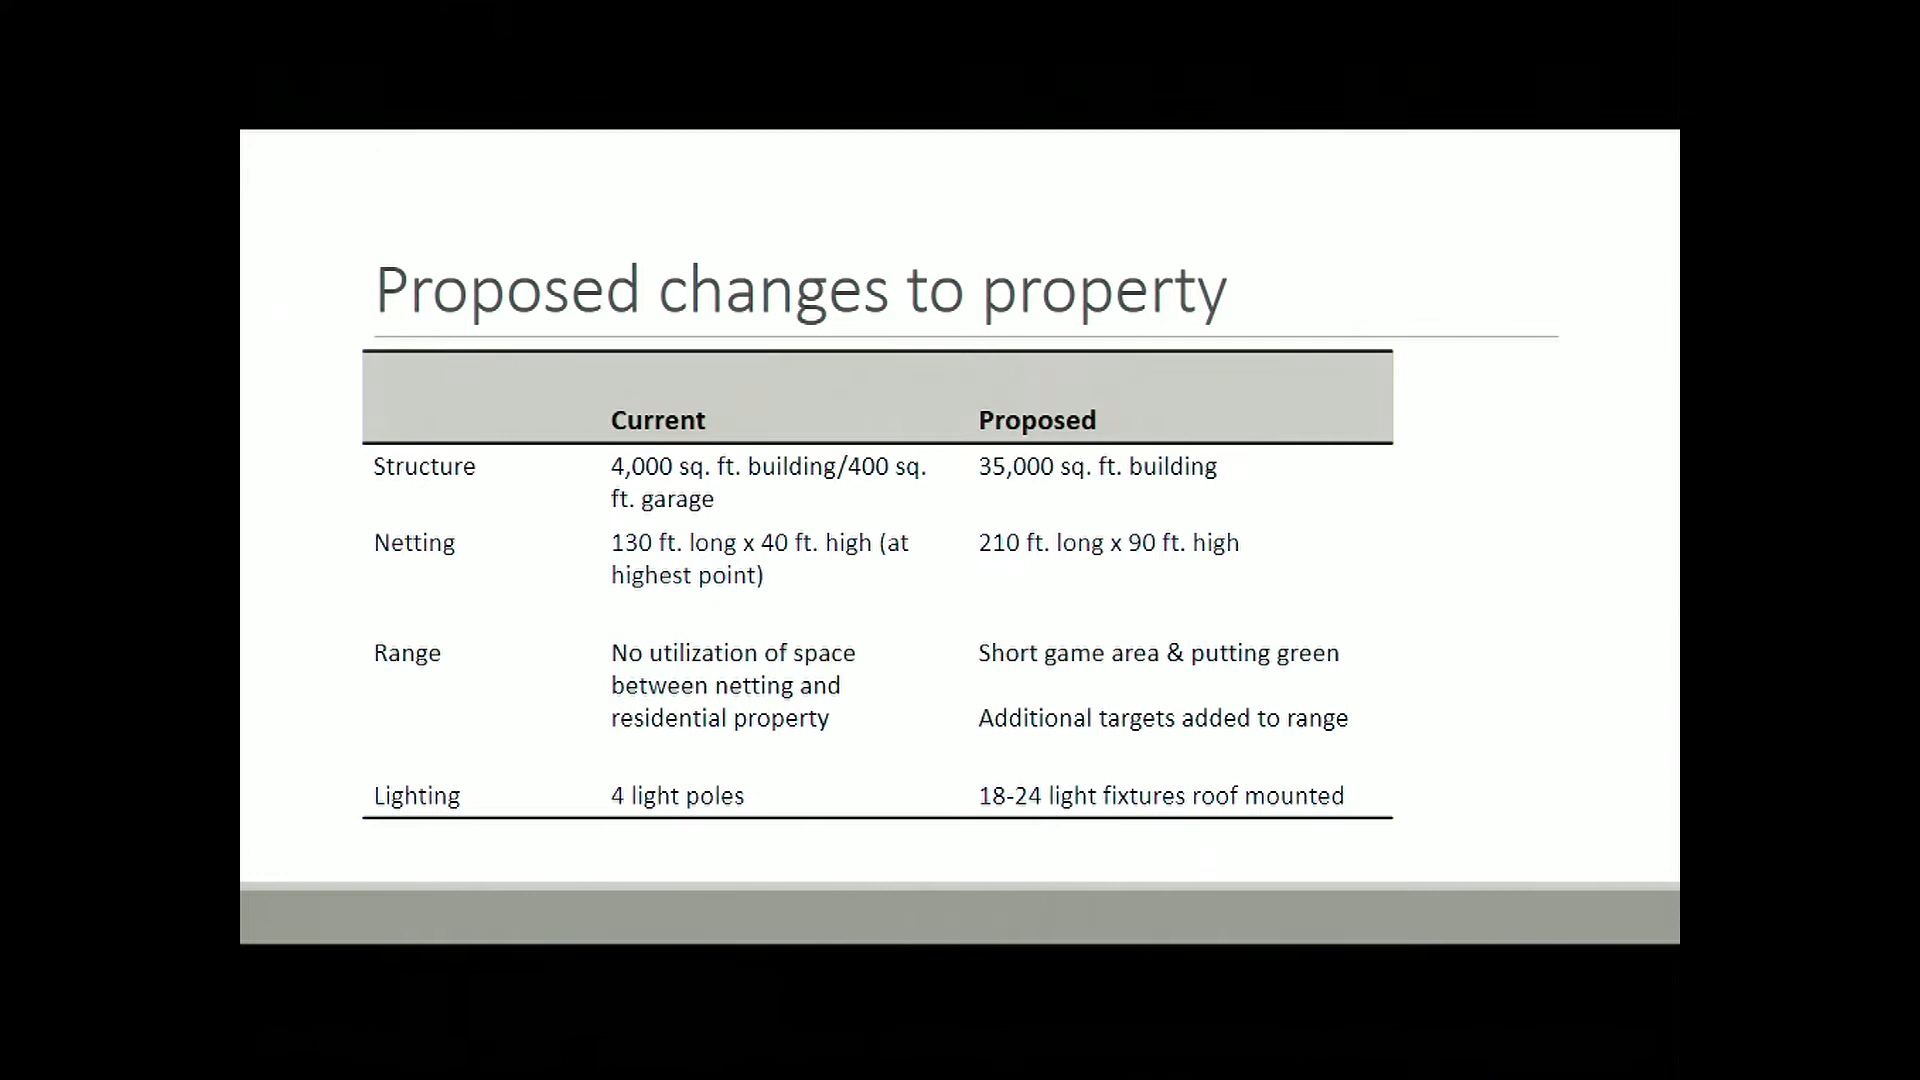 Proposed changes to property
Current Proposed
Structure 4,000 sq. ft. building/400 sq. 35,000 sq. ft. building
ft. garage
Netting 130 ft. long x 40 ft. high (at 210 ft. long x 90 ft. high
highest point)
Range No utilization of space Short game area & putting green
between netting and
residential property Additional targets added to range
Lighting 4 light poles 18-24 light fixtures roof mounted